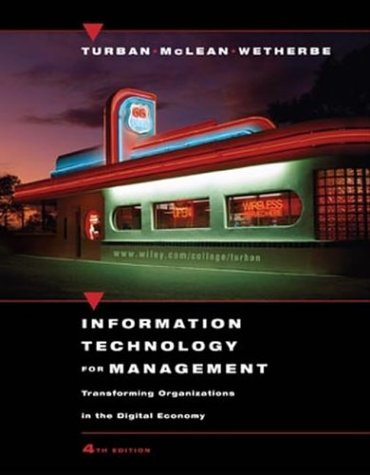 TURBAN • McLEAN • WETHERBE
66
OPEN
WIRELESS
www.wiley.com/college/turban
INFORMATION
TECHNOLOGY
FOR MANAGEMENT
Transforming Organizations
in the Digital Economy
4TH EDITION